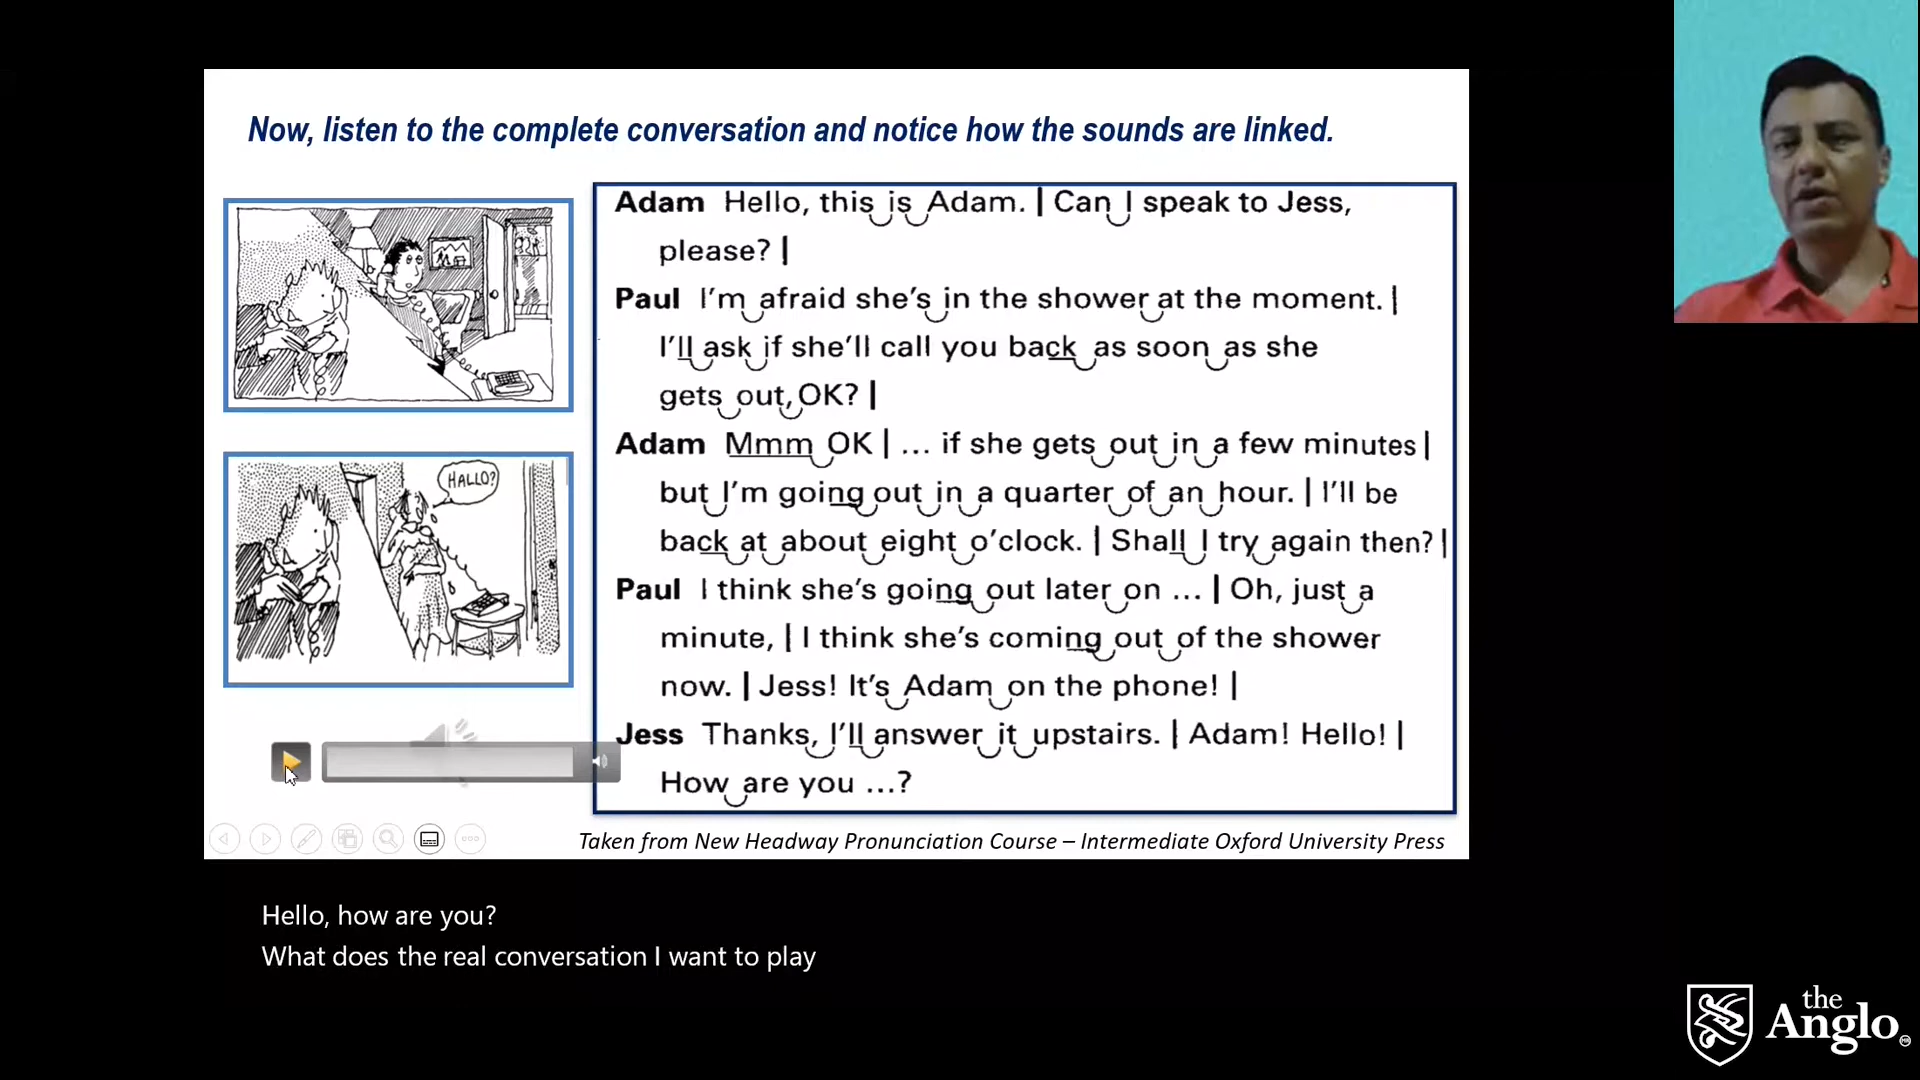 Now, listen to the complete conversation and notice how the sounds are linked.
Adam Hello, this is Adam. | Can I speak to Jess,
please? |
Paul I'm afraid she's in the shower at the moment. |
I'll ask if she'll call you back as soon as she
gets out, OK? |
Adam Mmm OK | ... if she gets out in a few minutes |
but I'm going out in a quarter of an hour. | I'll be
back at about eight o'clock. | Shall I try again then? |
Paul I think she's going out later on ... | Oh, just a
minute, | I think she's coming out of the shower
now. | Jess! It's Adam on the phone! |
Jess Thanks, I'll answer it upstairs. | Adam! Hello! |
How are you ...?
HALLO?
Taken from New Headway Pronunciation Course – Intermediate Oxford University Press
Hello, how are you?
What does the real conversation I want to play
the
Anglo